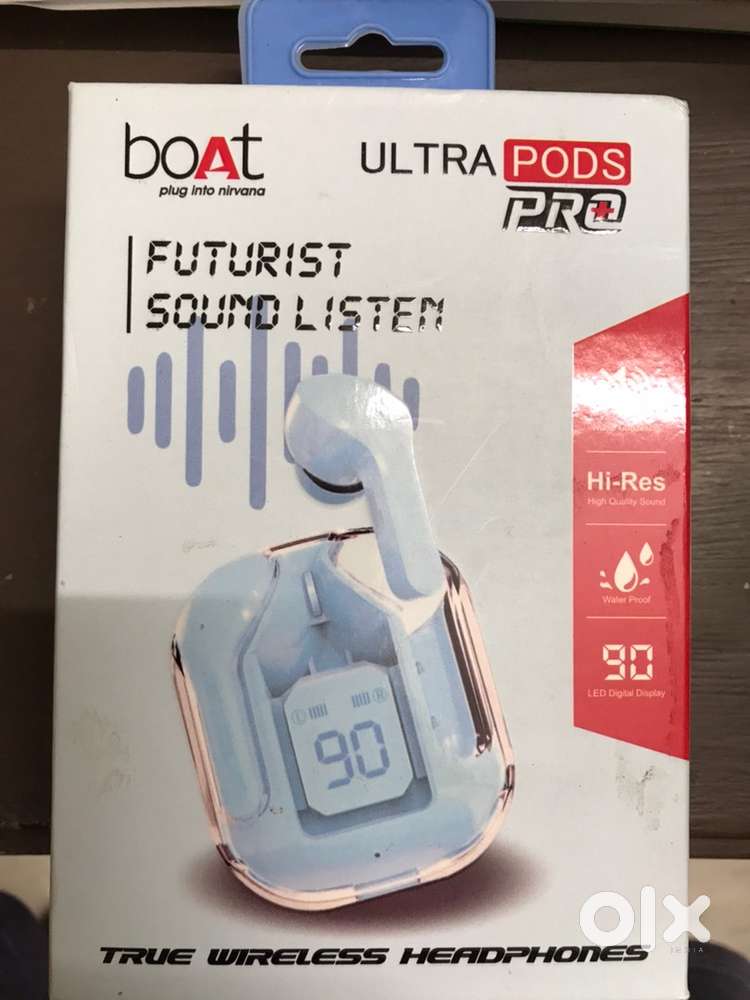 boAt
plug into nirvana
ULTRA PODS
PRO
FUTURIST
SOUND LISTEN
Hi-Res
High Quality Sound
Water Proof
90
LED Digital Display
L R
90
TRUE WIRELESS HEADPHONES
olx
INDIA